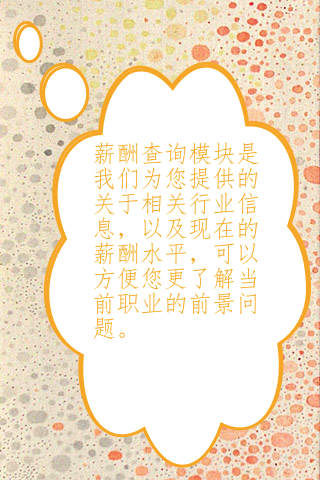 薪酬查询模块是
我们为您提供的
关于相关行业信
息，以及现在的
薪酬水平，可以
方便您更了解当
前职业的前景问
题。